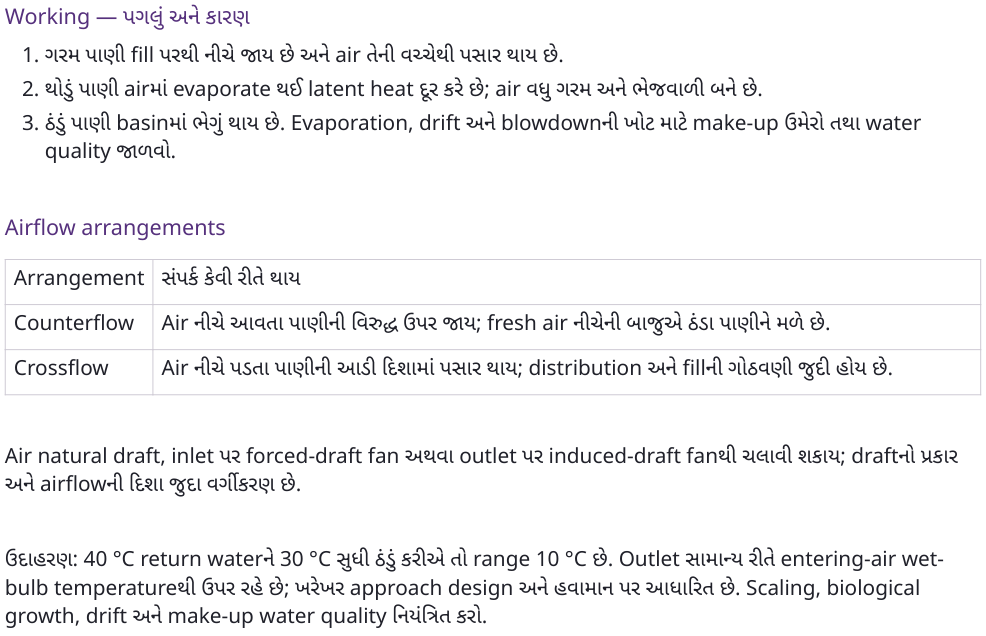 Working — પગલું અને કારણ
1. ગરમ પાણી fill પરથી નીચે જાય છે અને air તેની વચ્ચેથી પસાર થાય છે.
2. થોડું પાણી airમાં evaporate થઈ latent heat દૂર કરે છે; air વધુ ગરમ અને ભેજવાળી બને છે.
3. ઠંડું પાણી basinમાં ભેગું થાય છે. Evaporation, drift અને blowdownની ખોટ માટે make-up ઉમેરો તથા water
quality જાળવો.
Airflow arrangements
Arrangement સંપર્ક કેવી રીતે થાય
Counterflow Air નીચે આવતા પાણીની વિરુદ્ધ ઉપર જાય; fresh air નીચેની બાજુએ ઠંડા પાણીને મળે છે.
Crossflow Air નીચે પડતા પાણીની આડી દિશામાં પસાર થાય; distribution અને fillની ગોઠવણી જુદી હોય છે.
Air natural draft, inlet પર forced-draft fan અથવા outlet પર induced-draft fanથી ચલાવી શકાય; draftનો પ્રકાર
અને airflowની દિશા જુદા વર્ગીકરણ છે.
ઉદાહરણ: 40 °C return waterને 30 °C સુધી ઠંડું કરીએ તો range 10 °C છે. Outlet સામાન્ય રીતે entering-air wet-
bulb temperatureથી ઉપર રહે છે; ખરેખર approach design અને હવામાન પર આધારિત છે. Scaling, biological
growth, drift અને make-up water quality નિયંત્રિત કરો.